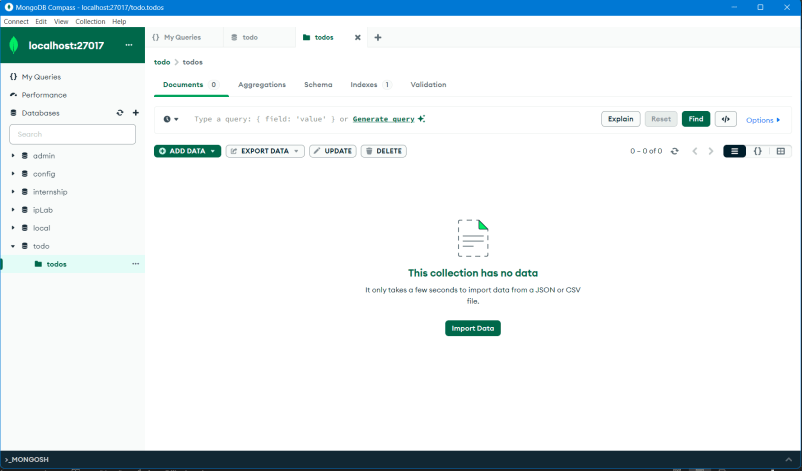 MongoDB Compass - localhost:27017/todo.todos
Connect Edit View Collection Help
localhost:27017 ...
{} My Queries
Performance
Databases
Search
admin
config
internship
ipLab
local
todo
todos ...
{} My Queries todo todos
todo > todos
Documents 0 Aggregations Schema Indexes 1 Validation
Type a query: { field: 'value' } or Generate query
Explain Reset Find </> Options
ADD DATA EXPORT DATA UPDATE DELETE
0 – 0 of 0 {}
This collection has no data
It only takes a few seconds to import data from a JSON or CSV
file.
Import Data
>_MONGOSH